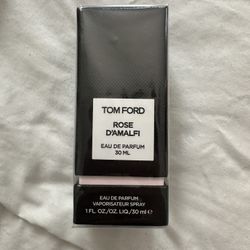 TOM FORD
ROSE
D'AMALFI
EAU DE PARFUM
30 ML
EAU DE PARFUM
VAPORISATEUR SPRAY
1 FL.OZ./OZ. LIQ./30 ml ℮